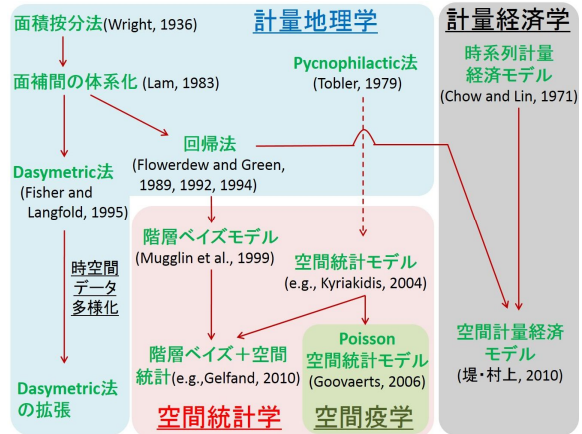 面積按分法(Wright, 1936)
計量地理学
計量経済学
面補間の体系化 (Lam, 1983)
Pycnophilactic法
(Tobler, 1979)
時系列計量
経済モデル
(Chow and Lin, 1971)
回帰法
(Flowerdew and Green,
1989, 1992, 1994)
Dasymetric法
(Fisher and
Langfold, 1995)
階層ベイズモデル
(Mugglin et al., 1999)
空間統計モデル
(e.g., Kyriakidis, 2004)
時空間
データ
多様化
階層ベイズ＋空間
統計(e.g.,Gelfand, 2010)
Poisson
空間統計モデル
(Goovaerts, 2006)
空間計量経済
モデル
(堤・村上, 2010)
Dasymetric法
の拡張
空間統計学
空間疫学